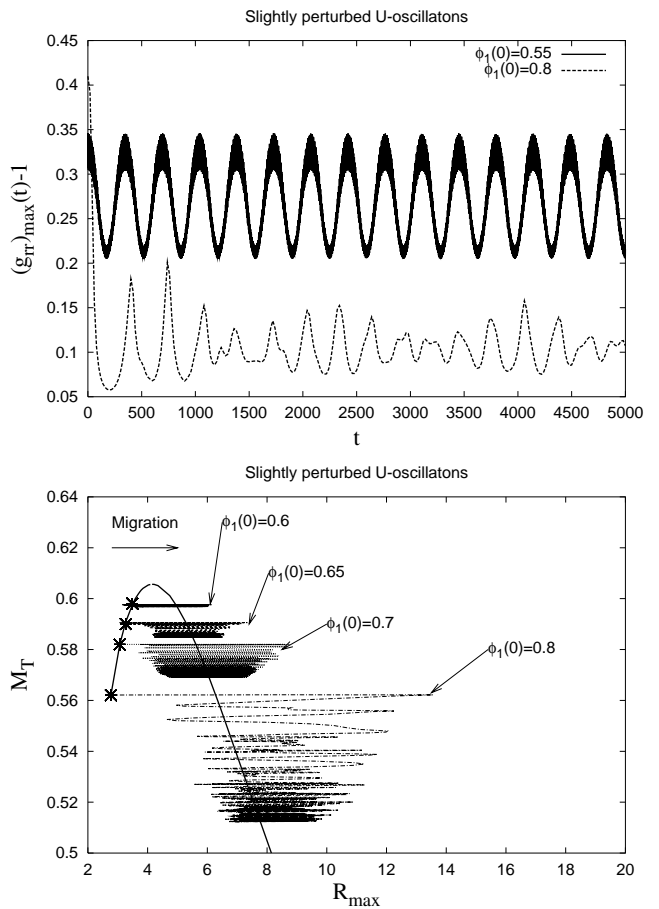 Slightly perturbed U-oscillatons
ϕ₁(0)=0.55
ϕ₁(0)=0.8
0.45
0.4
0.35
0.3
0.25
0.2
0.15
0.1
0.05
(g_rr)_max(t)-1
0 500 1000 1500 2000 2500 3000 3500 4000 4500 5000
t
Slightly perturbed U-oscillatons
0.64
0.62
0.6
0.58
0.56
0.54
0.52
0.5
M_T
Migration
ϕ₁(0)=0.6
ϕ₁(0)=0.65
ϕ₁(0)=0.7
ϕ₁(0)=0.8
2 4 6 8 10 12 14 16 18 20
R_max